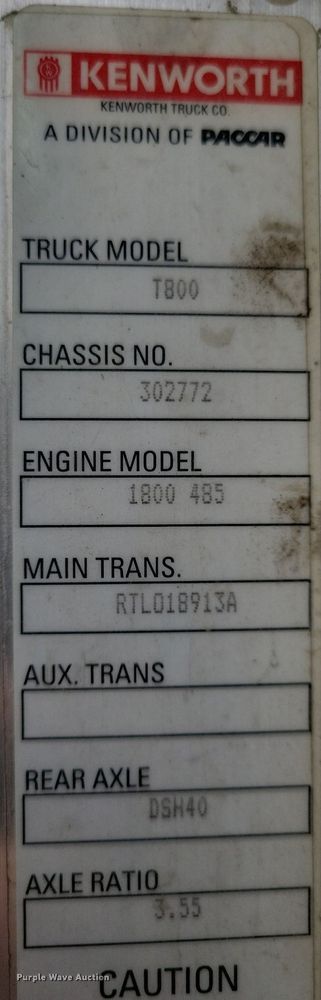 KENWORTH
KENWORTH TRUCK CO.
A DIVISION OF PACCAR
TRUCK MODEL
T800
CHASSIS NO.
302772
ENGINE MODEL
1800 485
MAIN TRANS.
RTLO18913A
AUX. TRANS
REAR AXLE
DSH40
AXLE RATIO
3.55
CAUTION
Purple Wave Auction